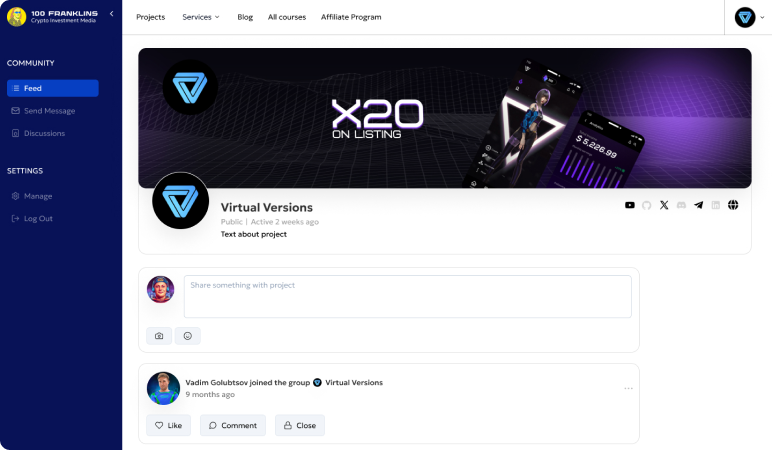 100 FRANKLINS
Crypto Investment Media
Projects
Services
Blog
All courses
Affiliate Program
COMMUNITY
Feed
Send Message
Discussions
SETTINGS
Manage
Log Out
X20
ON LISTING
Analytics
$ 5,226.99
Virtual Versions
Public | Active 2 weeks ago
Text about project
Share something with project
Vadim Golubtsov joined the group Virtual Versions
9 months ago
Like
Comment
Close